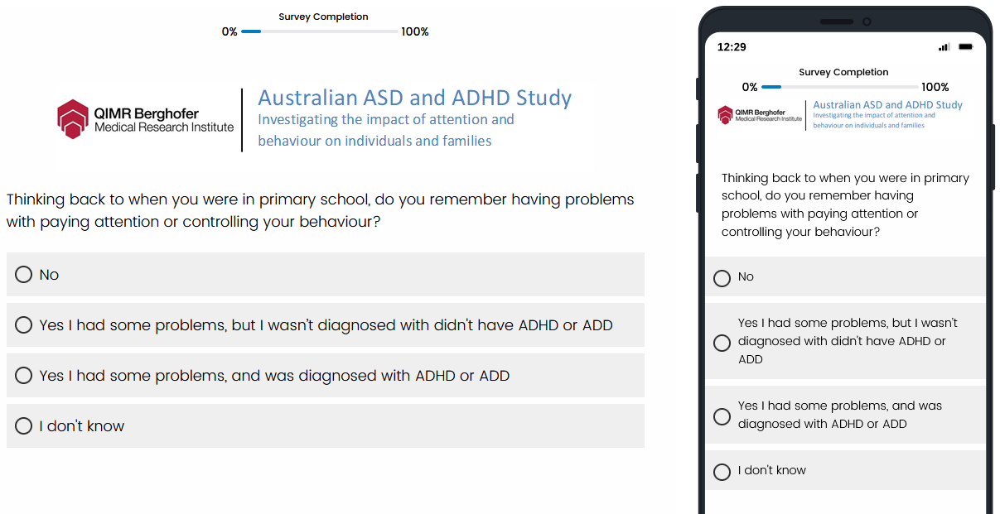 Survey Completion
0% 100%
QIMR Berghofer
Medical Research Institute
Australian ASD and ADHD Study
Investigating the impact of attention and
behaviour on individuals and families
Thinking back to when you were in primary school, do you remember having problems
with paying attention or controlling your behaviour?
No
Yes I had some problems, but I wasn’t diagnosed with didn't have ADHD or ADD
Yes I had some problems, and was diagnosed with ADHD or ADD
I don't know
12:29
Survey Completion
0% 100%
QIMR Berghofer
Medical Research Institute
Australian ASD and ADHD Study
Investigating the impact of attention and
behaviour on individuals and families
Thinking back to when you were in primary
school, do you remember having
problems with paying attention or
controlling your behaviour?
No
Yes I had some problems, but I wasn’t
diagnosed with didn't have ADHD or
ADD
Yes I had some problems, and was
diagnosed with ADHD or ADD
I don't know